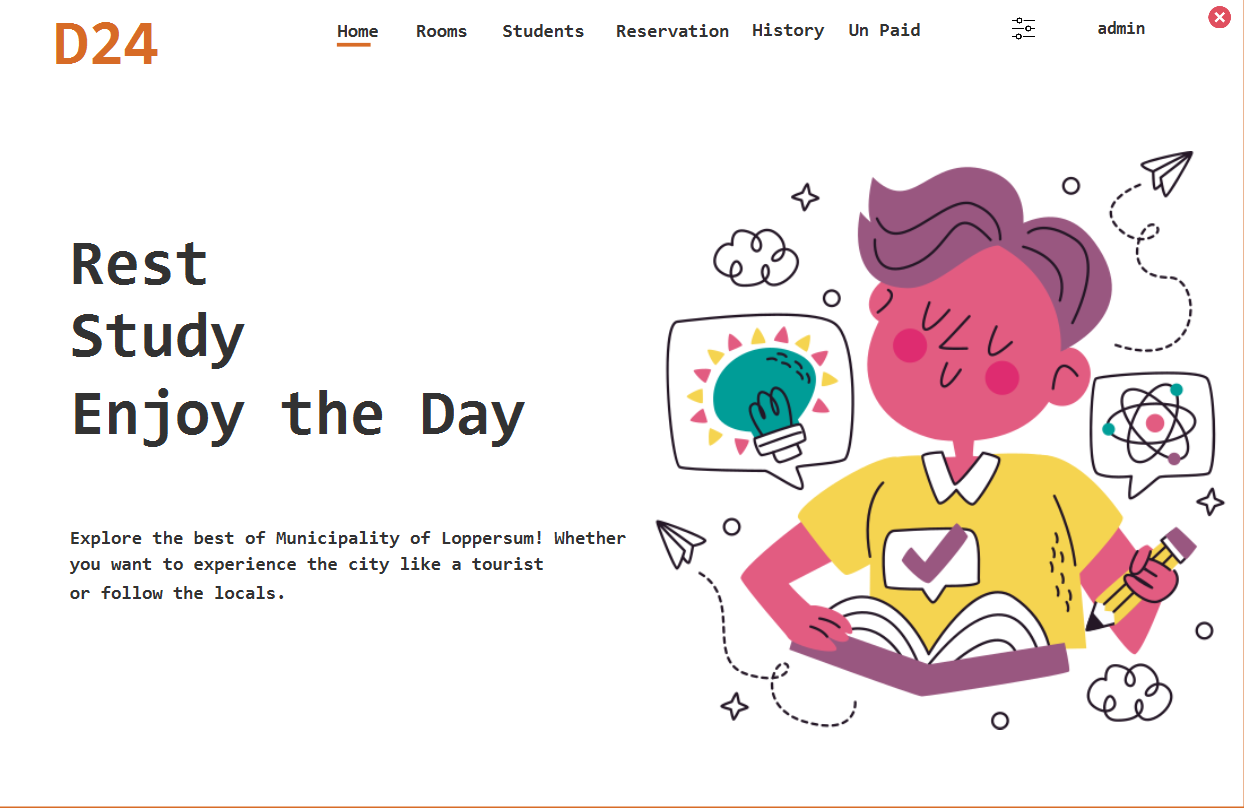 D24
Home Rooms Students Reservation History Un Paid admin
Rest
Study
Enjoy the Day
Explore the best of Municipality of Loppersum! Whether
you want to experience the city like a tourist
or follow the locals.